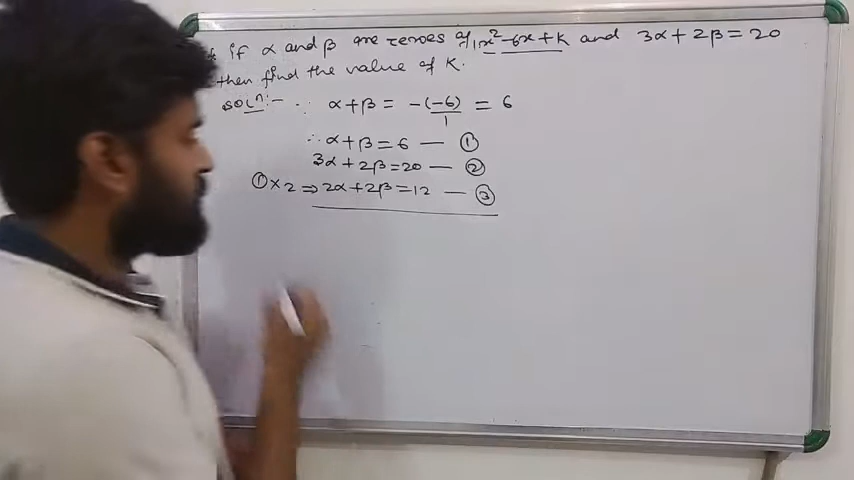 * if α and β are zeroes of 1x² - 6x + k and 3α + 2β = 20
then find the value of k.
solⁿ:- ∵ α + β = -(-6)/1 = 6
∴ α + β = 6 — ①
3α + 2β = 20 — ②
① × 2 ⇒ 2α + 2β = 12 — ③